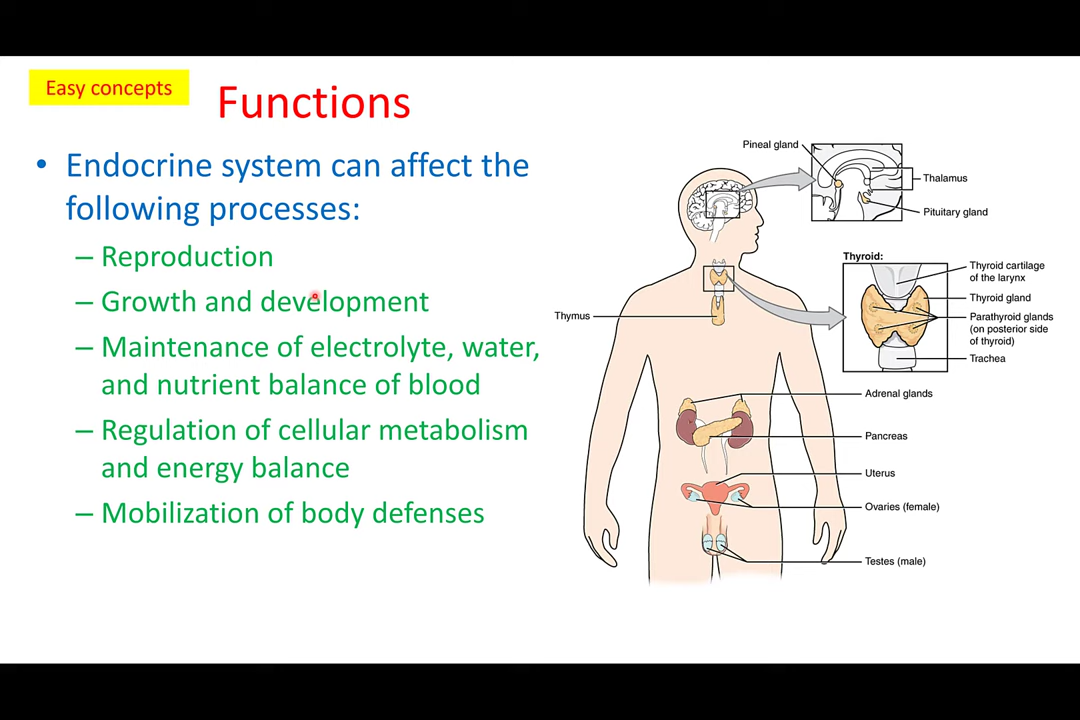 Easy concepts
Functions
• Endocrine system can affect the
following processes:
– Reproduction
– Growth and development
– Maintenance of electrolyte, water,
and nutrient balance of blood
– Regulation of cellular metabolism
and energy balance
– Mobilization of body defenses
Pineal gland
Thalamus
Pituitary gland
Thyroid:
Thyroid cartilage
of the larynx
Thyroid gland
Parathyroid glands
(on posterior side
of thyroid)
Trachea
Thymus
Adrenal glands
Pancreas
Uterus
Ovaries (female)
Testes (male)